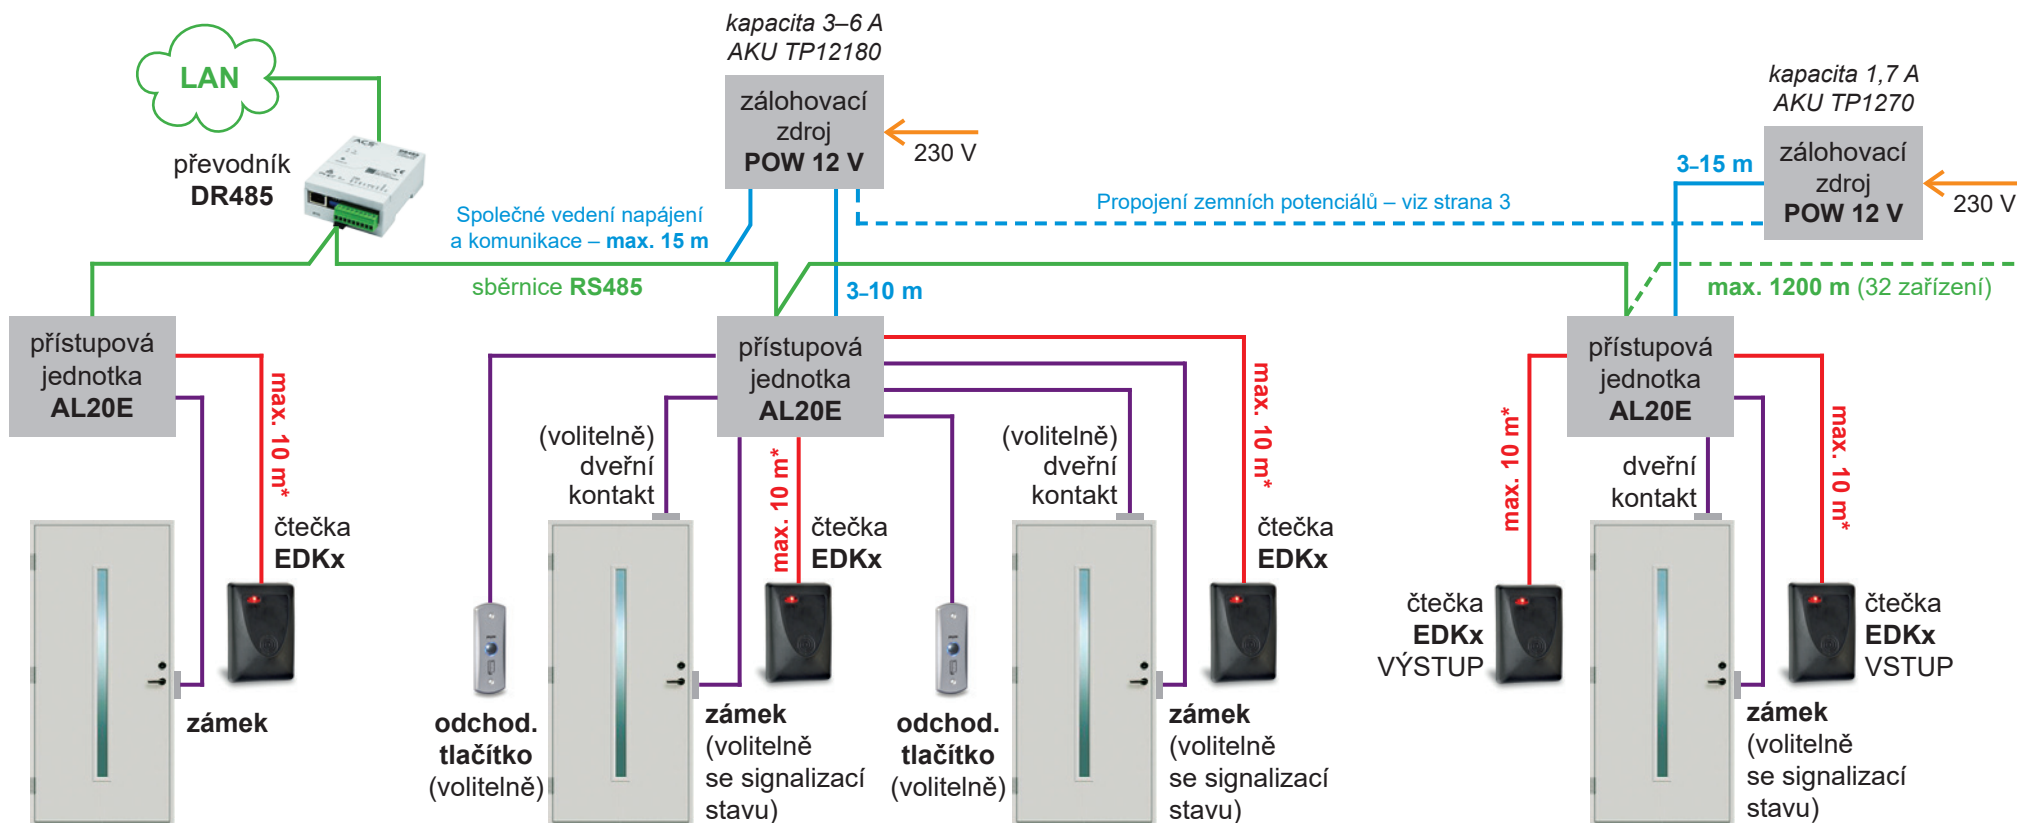 kapacita 3–6 A
AKU TP12180
LAN
zálohovací
zdroj
POW 12 V
230 V
kapacita 1,7 A
AKU TP1270
zálohovací
zdroj
POW 12 V
230 V
3–15 m
převodník
DR485
ACS
Společné vedení napájení
a komunikace – max. 15 m
Propojení zemních potenciálů – viz strana 3
sběrnice RS485
3–10 m
max. 1200 m (32 zařízení)
přístupová
jednotka
AL20E
max. 10 m*
čtečka
EDKx
zámek
přístupová
jednotka
AL20E
(volitelně)
dveřní
kontakt
max. 10 m*
čtečka
EDKx
odchod.
tlačítko
(volitelně)
zámek
(volitelně
se signalizací
stavu)
(volitelně)
dveřní
kontakt
max. 10 m*
čtečka
EDKx
odchod.
tlačítko
(volitelně)
zámek
(volitelně
se signalizací
stavu)
přístupová
jednotka
AL20E
max. 10 m*
dveřní
kontakt
max. 10 m*
čtečka
EDKx
VÝSTUP
čtečka
EDKx
VSTUP
zámek
(volitelně
se signalizací
stavu)